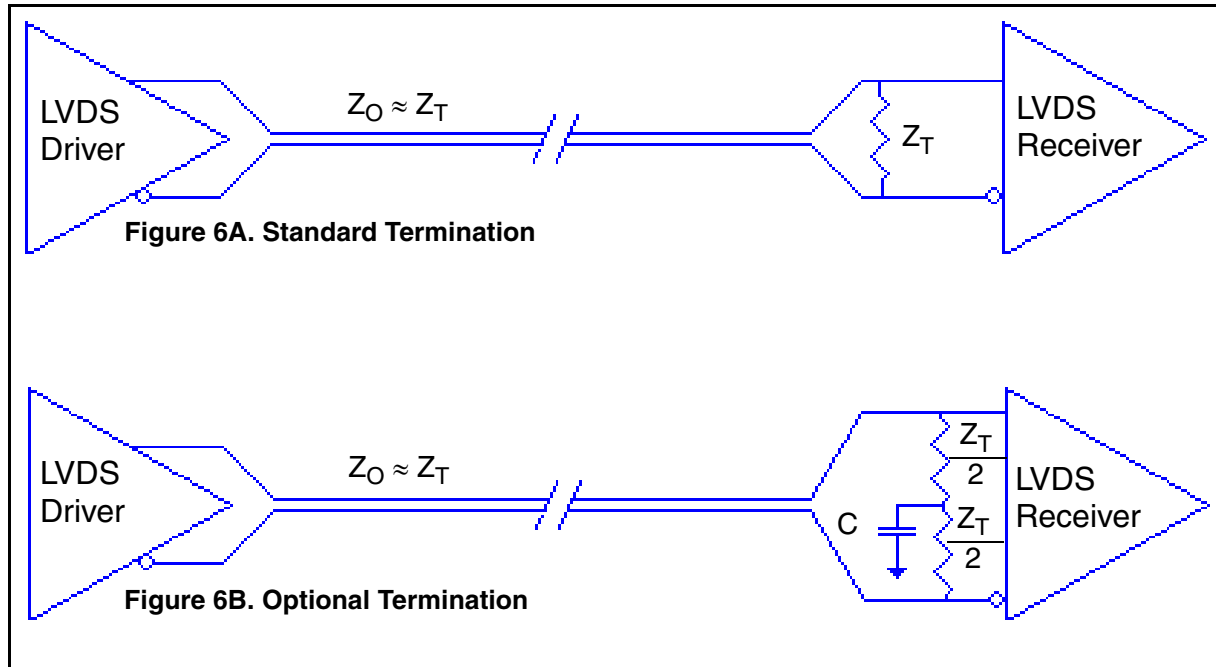 LVDS
Driver
Z_O ≈ Z_T
Z_T
LVDS
Receiver
Figure 6A. Standard Termination
LVDS
Driver
Z_O ≈ Z_T
C
Z_T
2
Z_T
2
LVDS
Receiver
Figure 6B. Optional Termination